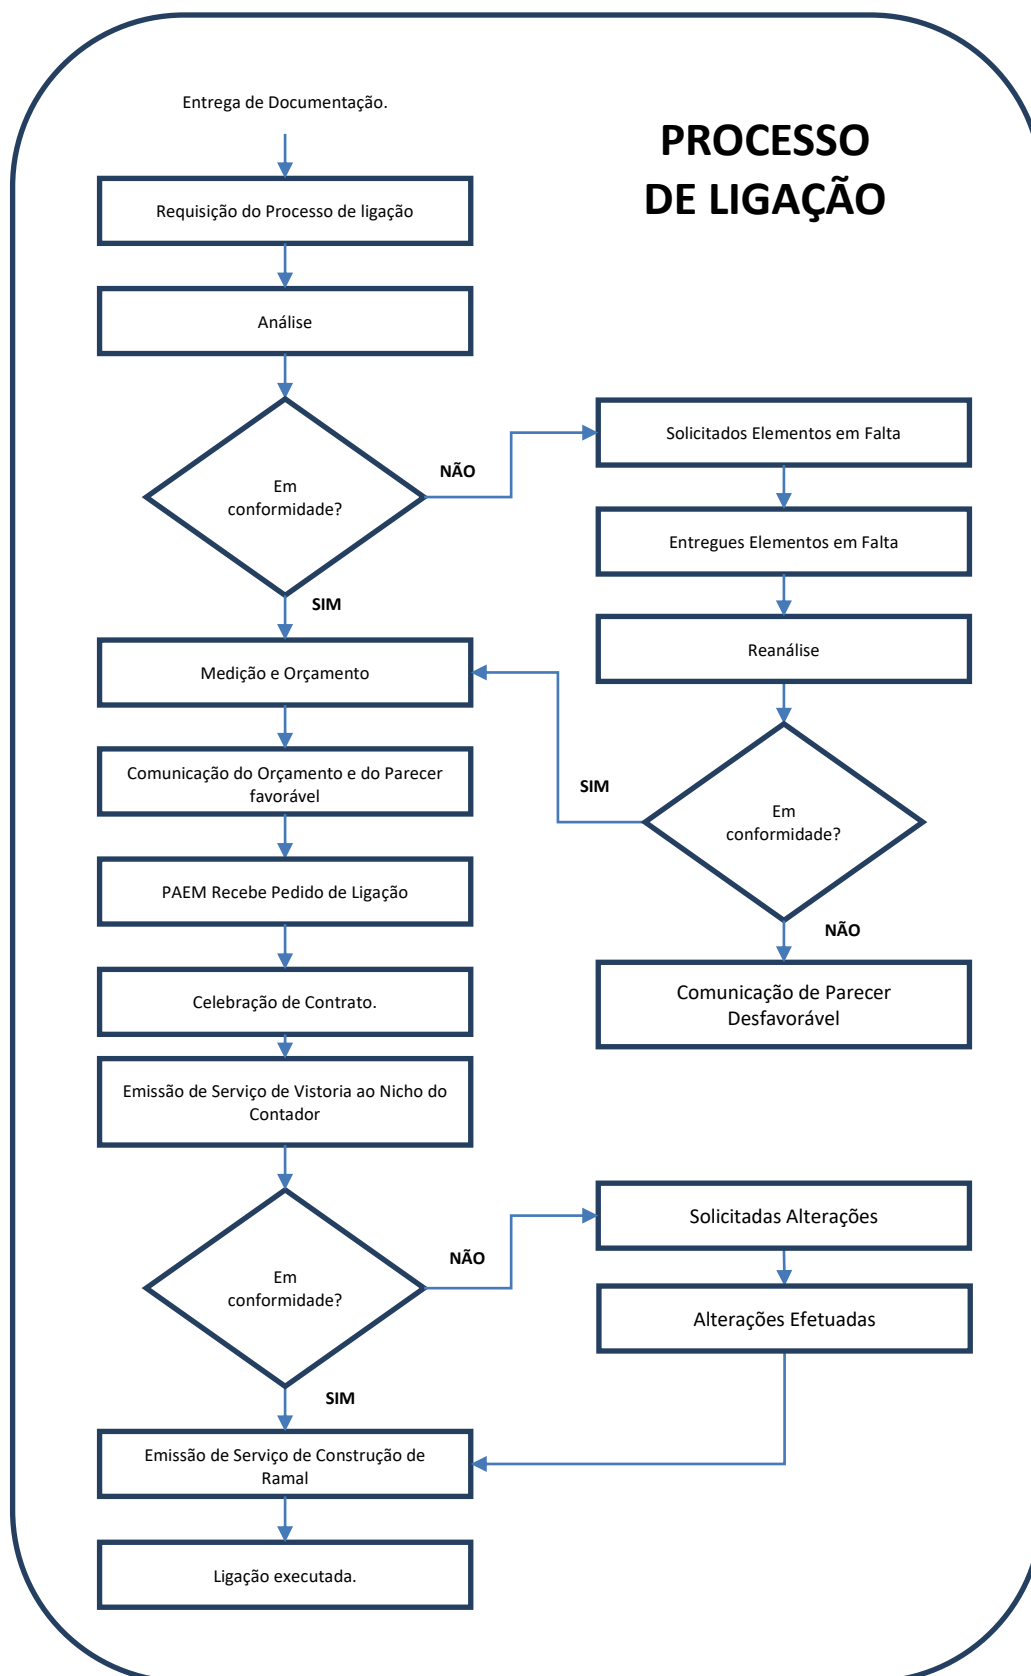 PROCESSO
DE LIGAÇÃO
Entrega de Documentação.
Requisição do Processo de ligação
Análise
Em
conformidade?
NÃO
SIM
Solicitados Elementos em Falta
Entregues Elementos em Falta
Reanálise
Em
conformidade?
SIM
NÃO
Comunicação de Parecer
Desfavorável
Medição e Orçamento
Comunicação do Orçamento e do Parecer
favorável
PAEM Recebe Pedido de Ligação
Celebração de Contrato.
Emissão de Serviço de Vistoria ao Nicho do
Contador
Em
conformidade?
NÃO
SIM
Solicitadas Alterações
Alterações Efetuadas
Emissão de Serviço de Construção de
Ramal
Ligação executada.